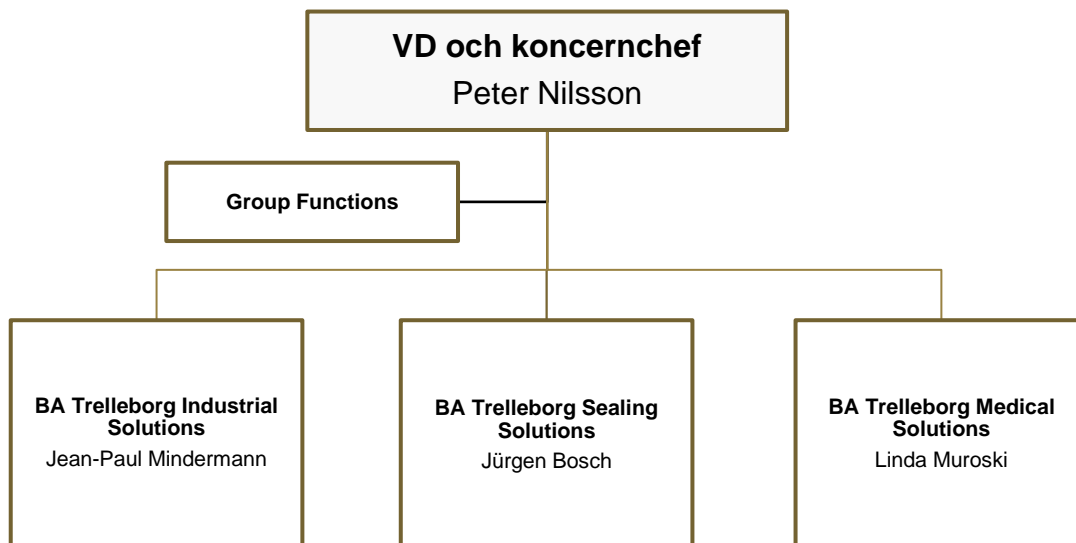 VD och koncernchef
Peter Nilsson
Group Functions
BA Trelleborg Industrial
Solutions
Jean-Paul Mindermann
BA Trelleborg Sealing
Solutions
Jürgen Bosch
BA Trelleborg Medical
Solutions
Linda Muroski